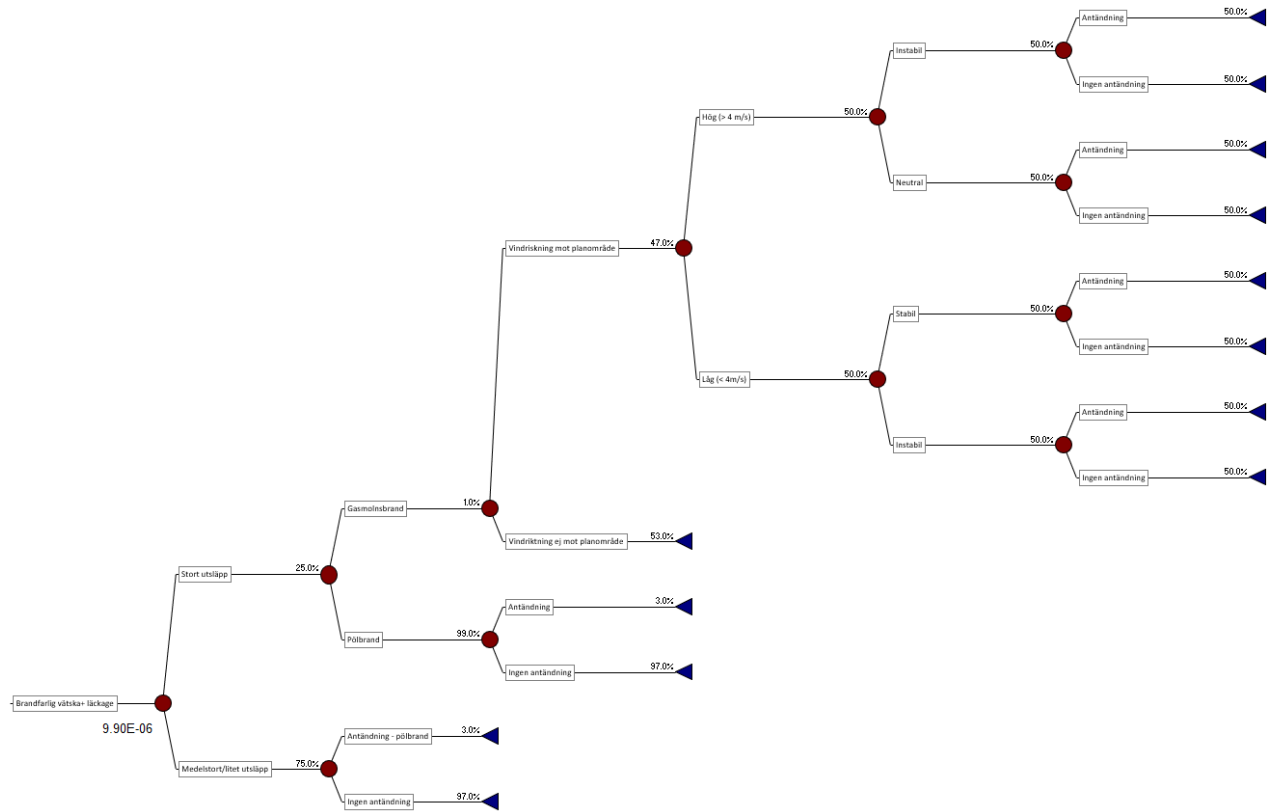 Antändning 50.0%
Instabil 50.0%
Ingen antändning 50.0%
Hög (> 4 m/s) 50.0%
Antändning 50.0%
Neutral 50.0%
Ingen antändning 50.0%
Vindriskning mot planområde 47.0%
Antändning 50.0%
Stabil 50.0%
Ingen antändning 50.0%
Låg (< 4m/s) 50.0%
Antändning 50.0%
Instabil 50.0%
Ingen antändning 50.0%
Gasmolnsbrand 1.0%
Vindriktning ej mot planområde 53.0%
Stort utsläpp 25.0%
Antändning 3.0%
Pölbrand 99.0%
Ingen antändning 97.0%
Brandfarlig vätska+ läckage
9.90E-06
Antändning - pölbrand 3.0%
Medelstort/litet utsläpp 75.0%
Ingen antändning 97.0%